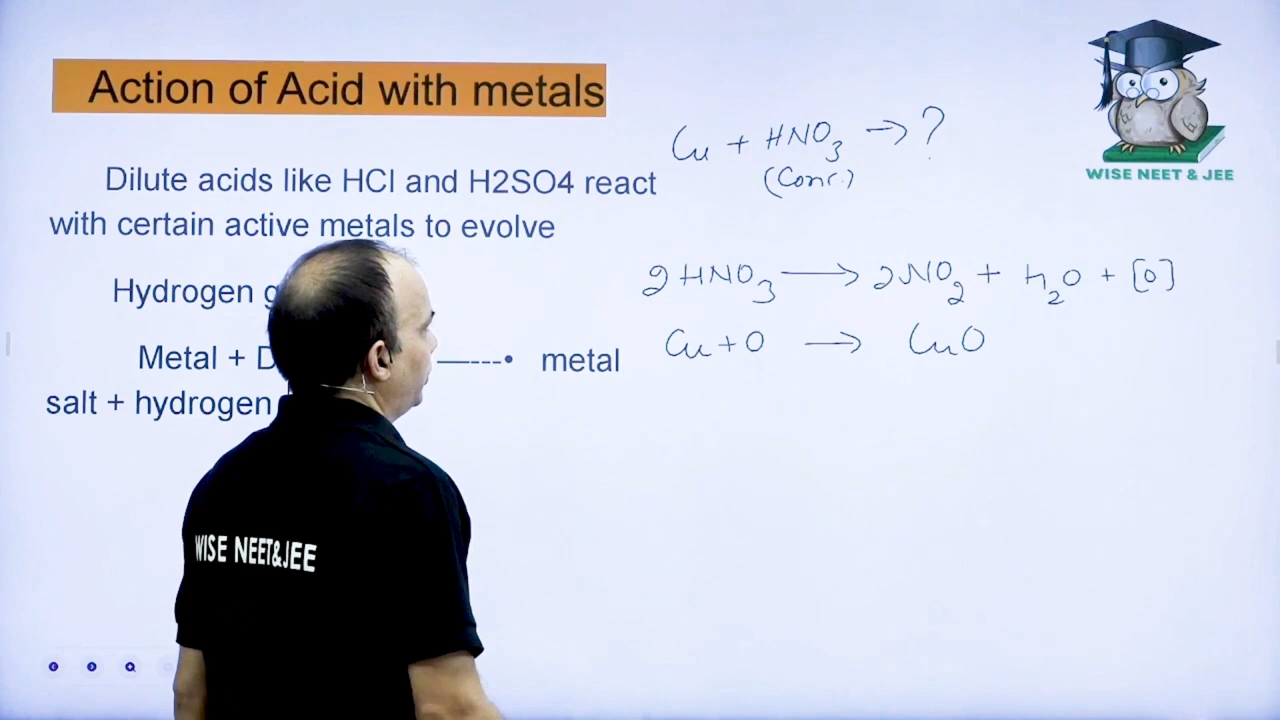 Action of Acid with metals
Dilute acids like HCl and H2SO4 react
with certain active metals to evolve
Hydrogen g
Metal + D ----• metal
salt + hydrogen
Cu + HNO3 → ?
(Conc.)
2HNO3 → 2NO2 + H2O + [O]
Cu + O → CuO
WISE NEET & JEE
WISE NEET&JEE